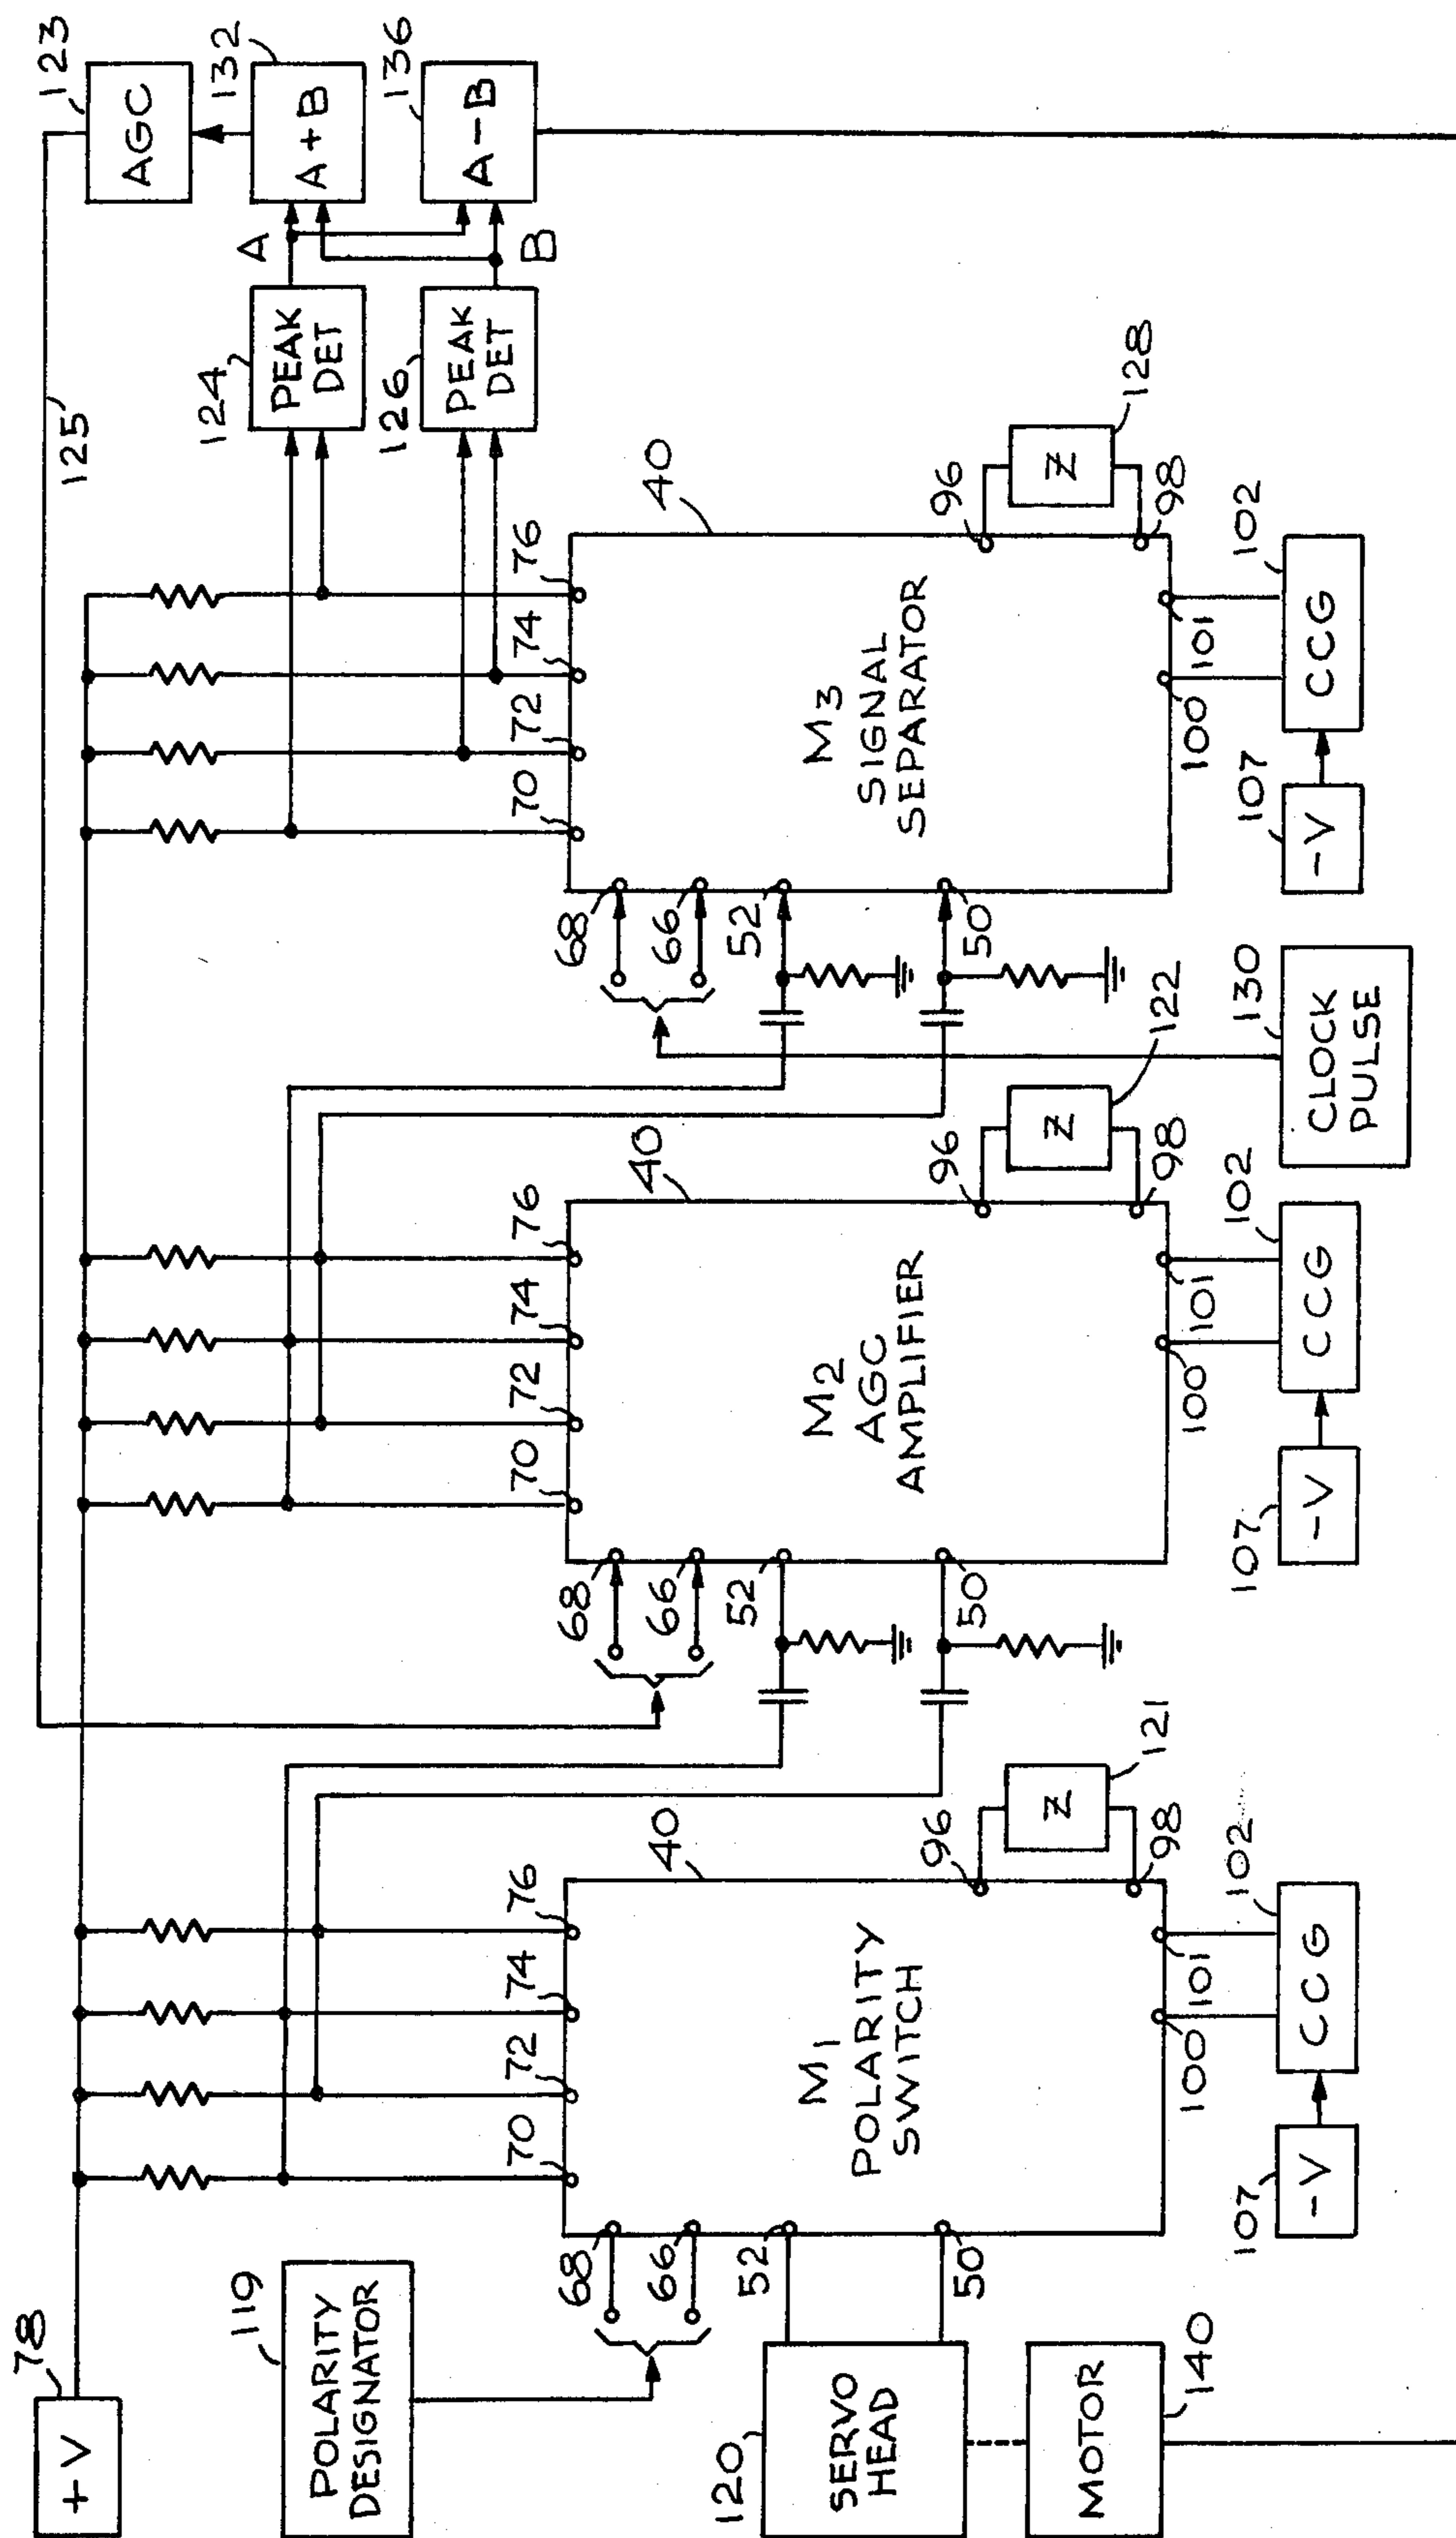 78
+V
119
POLARITY
DESIGNATOR
120
SERVO
HEAD
MOTOR
140
68
66
52
50
70
72
74
76
40
M1
POLARITY
SWITCH
96
98
Z
121
100
101
102
CCG
107
-V
125
68
66
52
50
70
72
74
76
40
M2
AGC
AMPLIFIER
96
98
Z
122
100
101
102
CCG
107
-V
CLOCK
PULSE
130
68
66
52
50
70
72
74
76
40
M3
SIGNAL
SEPARATOR
96
98
Z
128
100
101
102
CCG
107
-V
124
PEAK
DET
126
PEAK
DET
A
B
123
AGC
132
A+B
136
A-B